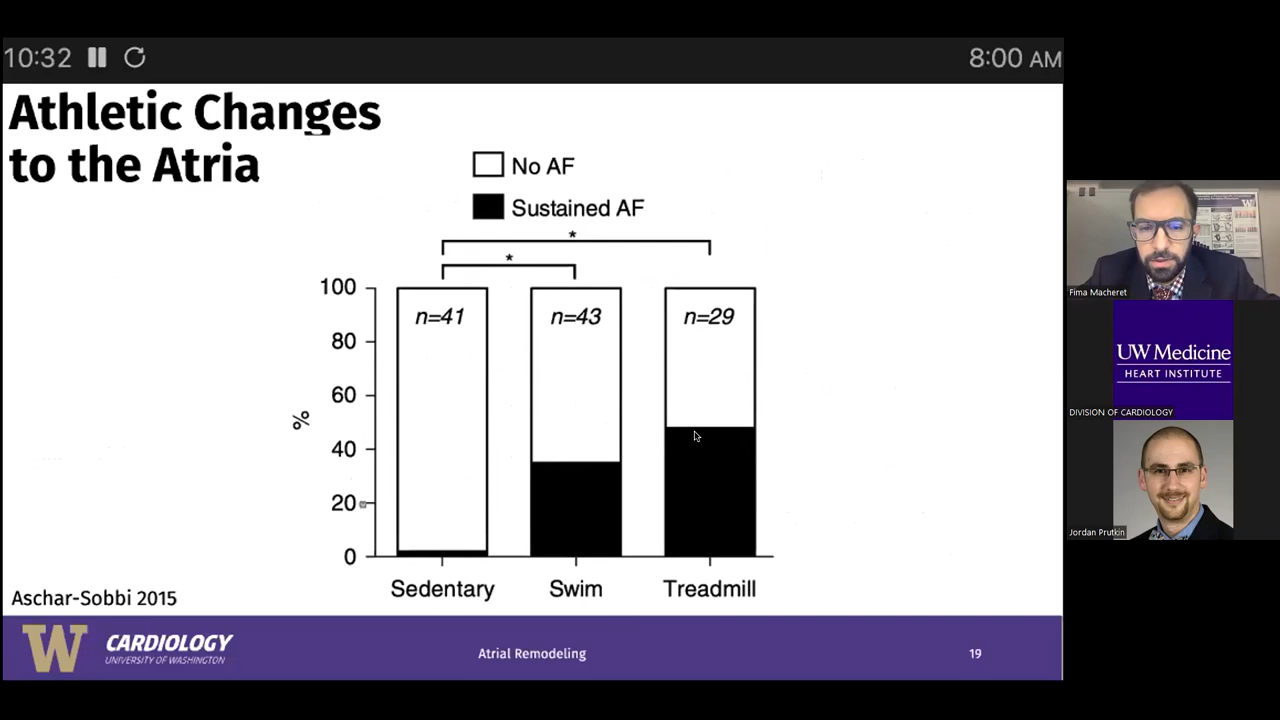 10:32
8:00 AM
Athletic Changes
to the Atria
No AF
Sustained AF
*
*
100
80
60
40
20
0
%
n=41
n=43
n=29
Sedentary
Swim
Treadmill
Aschar-Sobbi 2015
W
CARDIOLOGY
UNIVERSITY OF WASHINGTON
Atrial Remodeling
19
W
Fima Macheret
UW Medicine
HEART INSTITUTE
DIVISION OF CARDIOLOGY
Jordan Prutkin